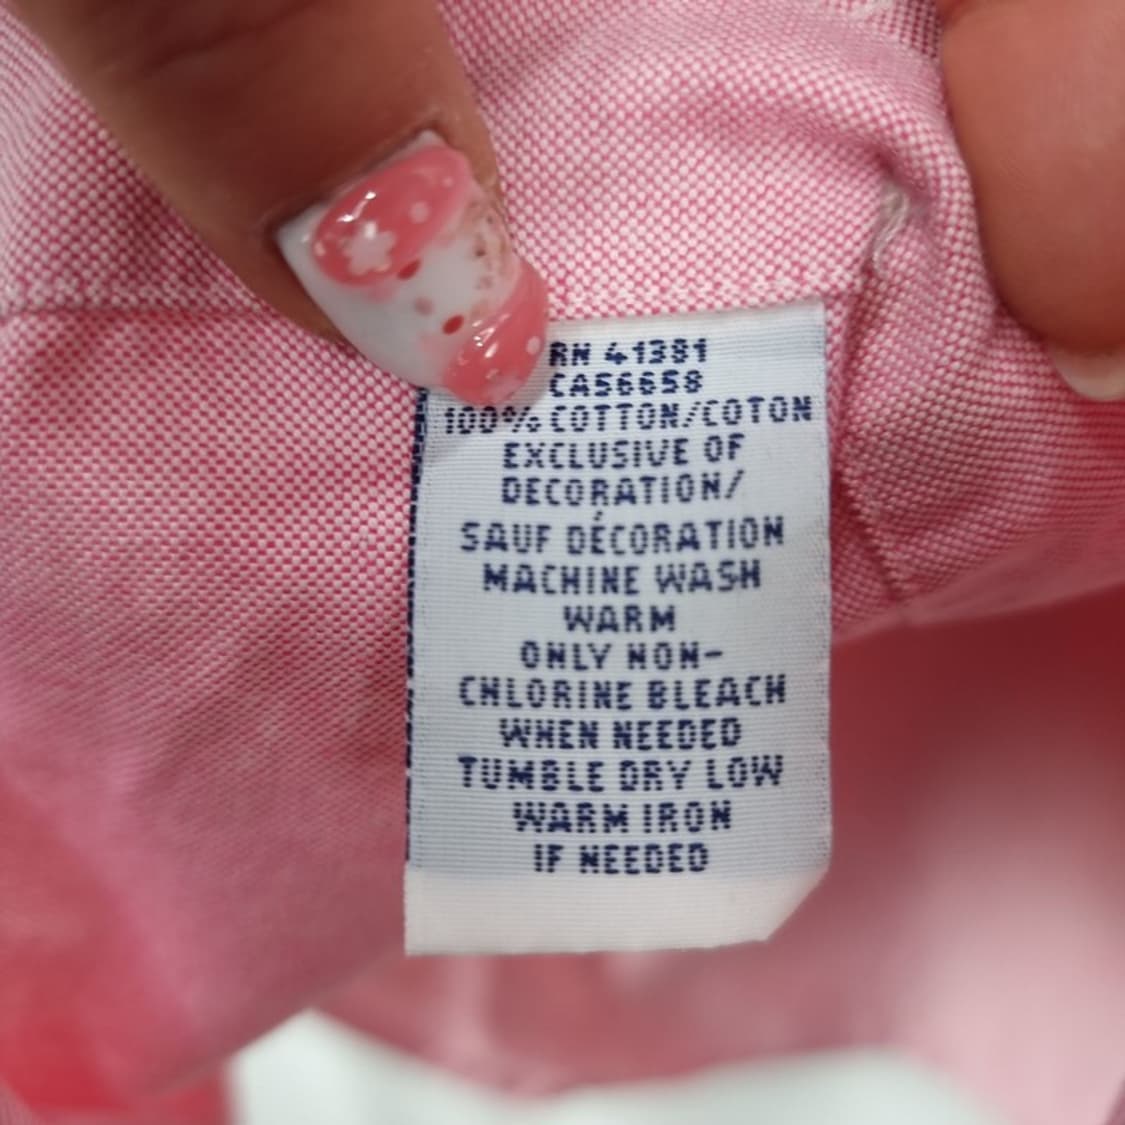 RN 41381
CA56658
100% COTTON/COTON
EXCLUSIVE OF
DECORATION/
SAUF DÉCORATION
MACHINE WASH
WARM
ONLY NON-
CHLORINE BLEACH
WHEN NEEDED
TUMBLE DRY LOW
WARM IRON
IF NEEDED